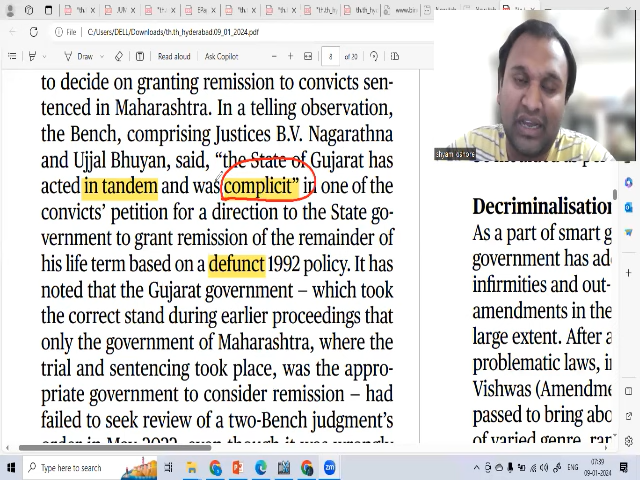 C:/Users/DELL/Downloads/th.th_hyderabad.09_01_2024.pdf
Draw
Read aloud
Ask Copilot
8
of 20
shyam kishore
to decide on granting remission to convicts sen-
tenced in Maharashtra. In a telling observation,
the Bench, comprising Justices B.V. Nagarathna
and Ujjal Bhuyan, said, “the State of Gujarat has
acted in tandem and was complicit” in one of the
convicts’ petition for a direction to the State go-
vernment to grant remission of the remainder of
his life term based on a defunct 1992 policy. It has
noted that the Gujarat government – which took
the correct stand during earlier proceedings that
only the government of Maharashtra, where the
trial and sentencing took place, was the appro-
priate government to consider remission – had
failed to seek review of a two-Bench judgment’s
Decriminalisation
As a part of smart g
government has ad
infirmities and out-
amendments in the
large extent. After a
problematic laws, in
Vishwas (Amendme
passed to bring abo
of varied genre, ran
Type here to search
ENG
07:39
09-01-2024